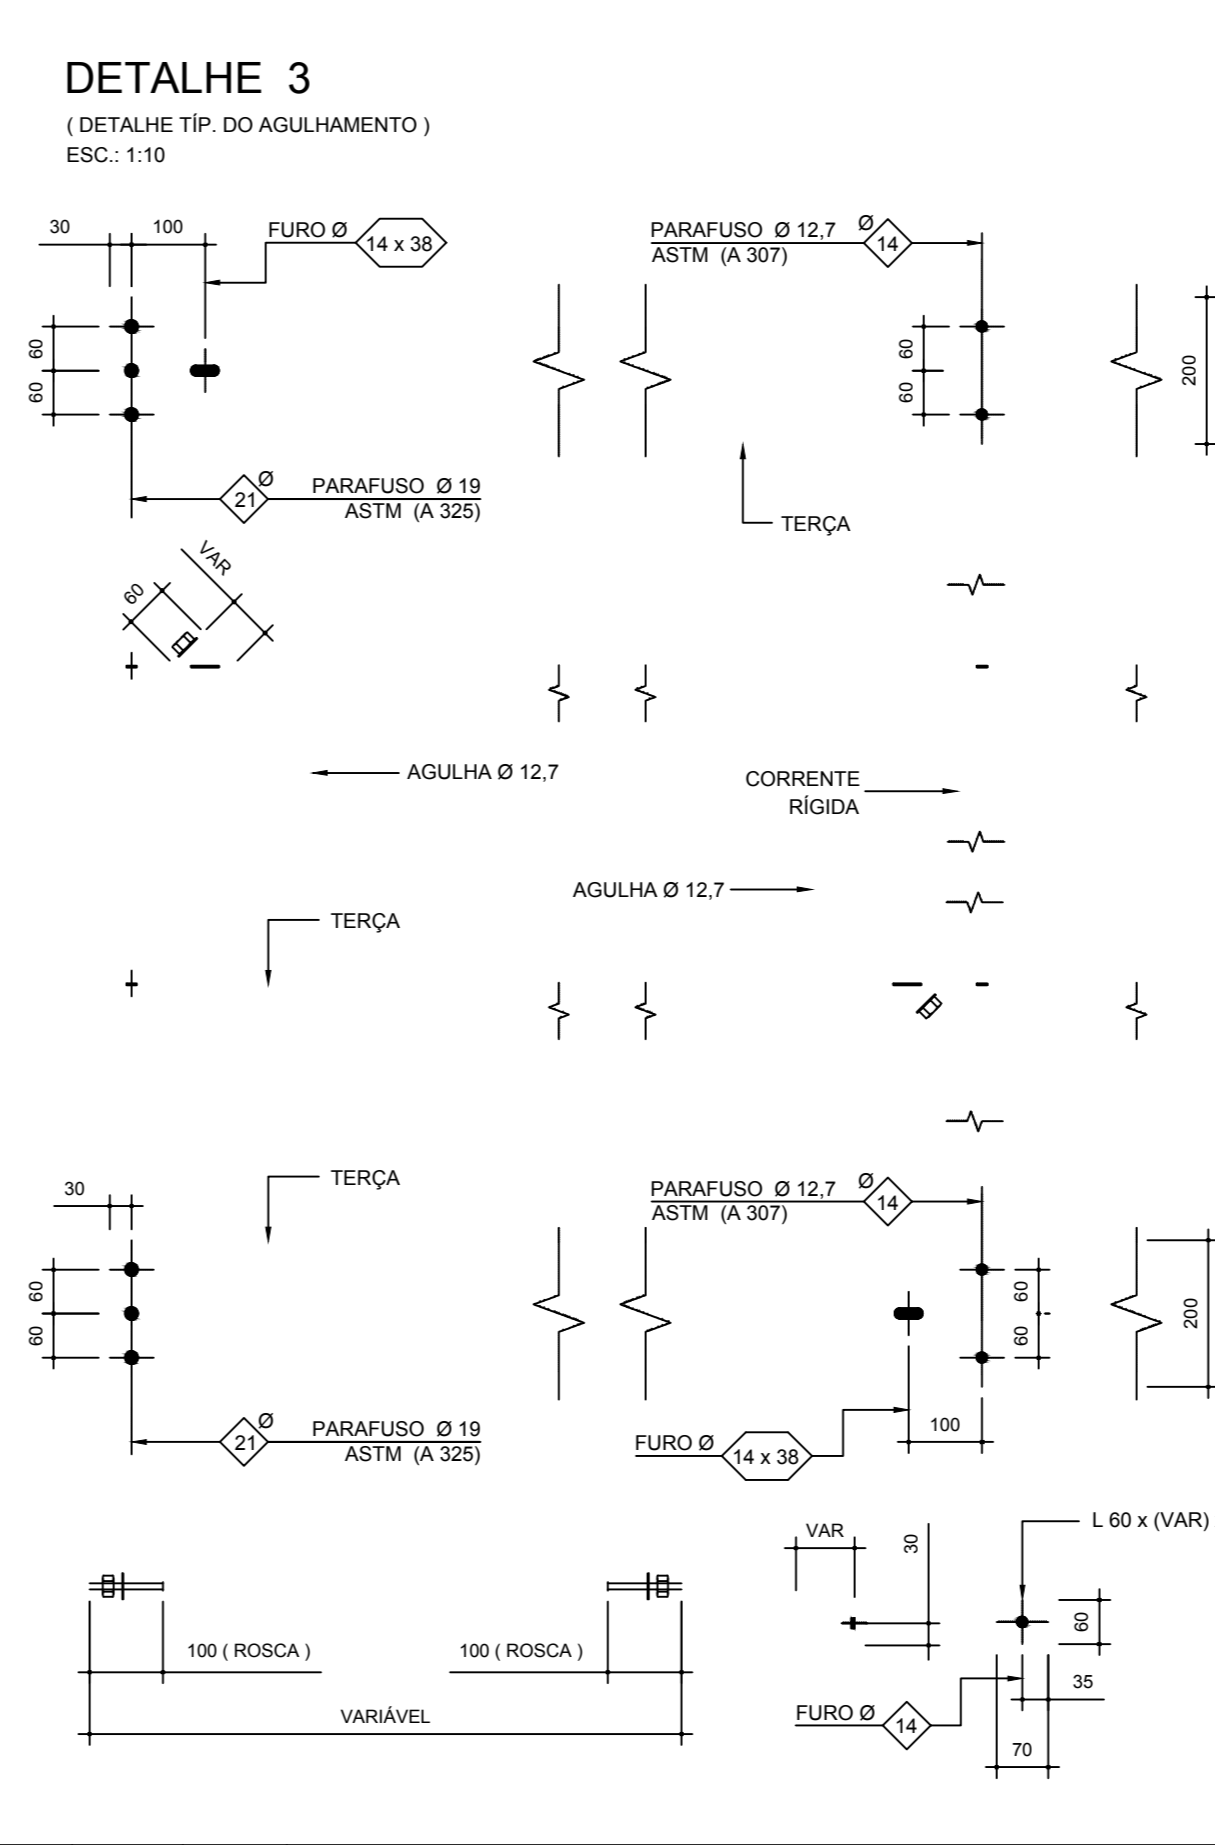 DETALHE 3
( DETALHE TÍP. DO AGULHAMENTO )
ESC.: 1:10
30
100
FURO Ø
14 x 38
PARAFUSO Ø 12,7
ASTM (A 307)
Ø
14
60
60
60
60
200
21
Ø
PARAFUSO Ø 19
ASTM (A 325)
TERÇA
VAR
60
AGULHA Ø 12,7
CORRENTE
RÍGIDA
AGULHA Ø 12,7
TERÇA
30
TERÇA
PARAFUSO Ø 12,7
ASTM (A 307)
Ø
14
60
60
60
60
200
21
Ø
PARAFUSO Ø 19
ASTM (A 325)
FURO Ø
14 x 38
100
VAR
30
L 60 x (VAR)
60
100 ( ROSCA )
100 ( ROSCA )
35
VARIÁVEL
FURO Ø
14
70